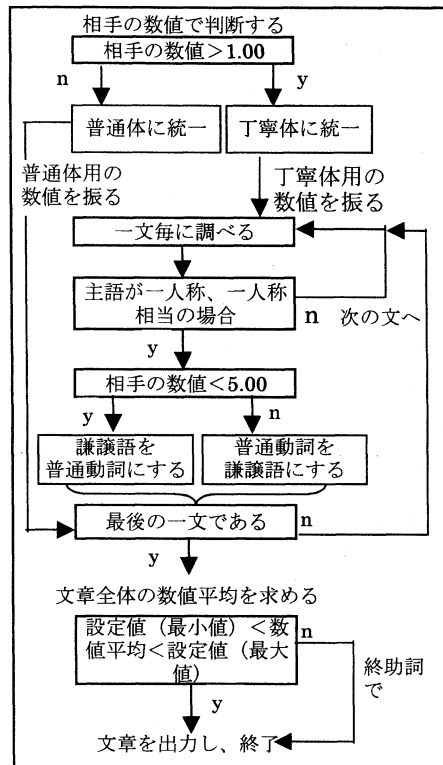 相手の数値で判断する
相手の数値＞1.00
n
y
普通体に統一
丁寧体に統一
普通体用の
数値を振る
丁寧体用の
数値を振る
一文毎に調べる
主語が一人称、一人称
相当の場合
n 次の文へ
y
相手の数値＜5.00
y
n
謙譲語を
普通動詞にする
普通動詞を
謙譲語にする
最後の一文である
n
y
文章全体の数値平均を求める
設定値（最小値）＜数
値平均＜設定値（最大
値）
n
終助詞
で
y
文章を出力し、終了